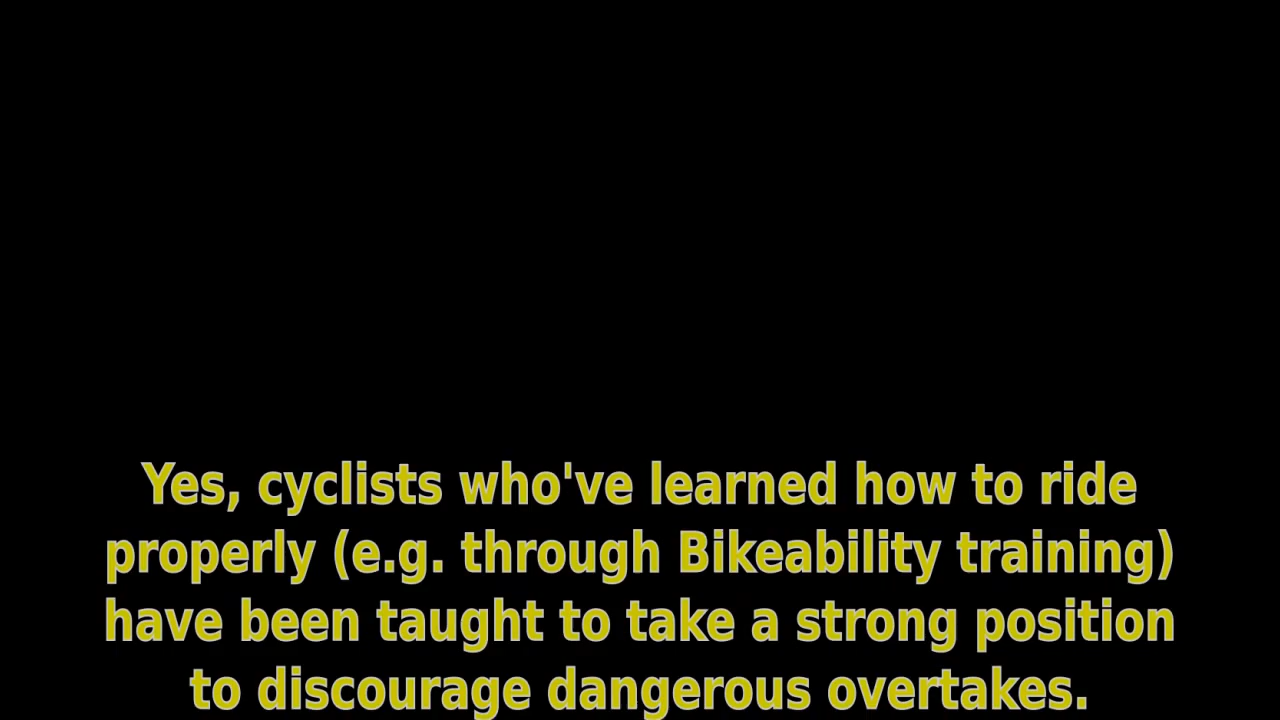 Yes, cyclists who've learned how to ride
properly (e.g. through Bikeability training)
have been taught to take a strong position
to discourage dangerous overtakes.